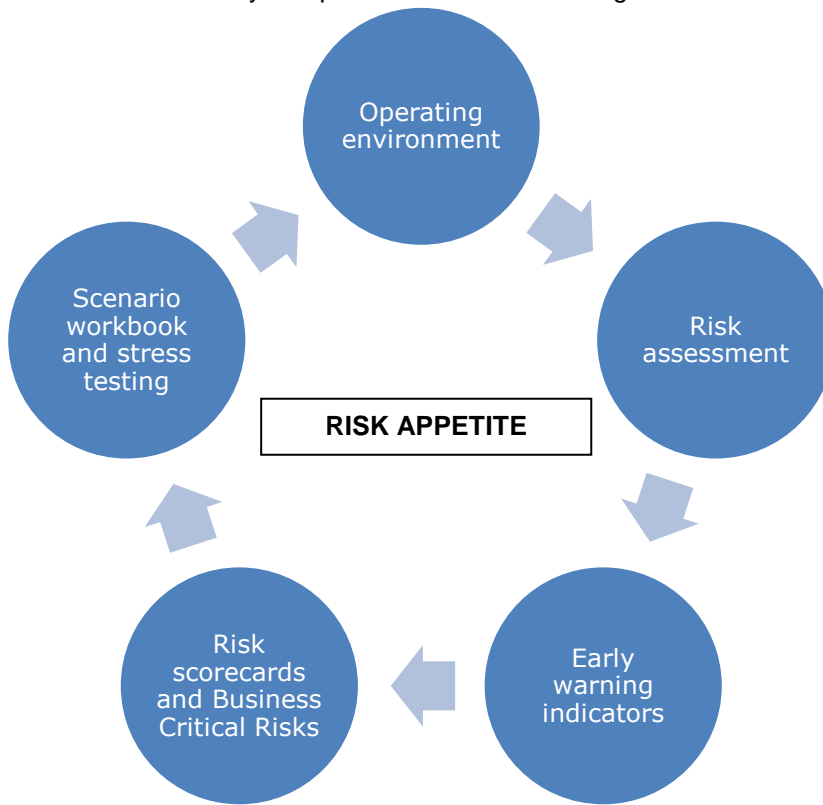 Operating
environment
Risk
assessment
Early
warning
indicators
Risk
scorecards
and Business
Critical Risks
Scenario
workbook
and stress
testing
RISK APPETITE